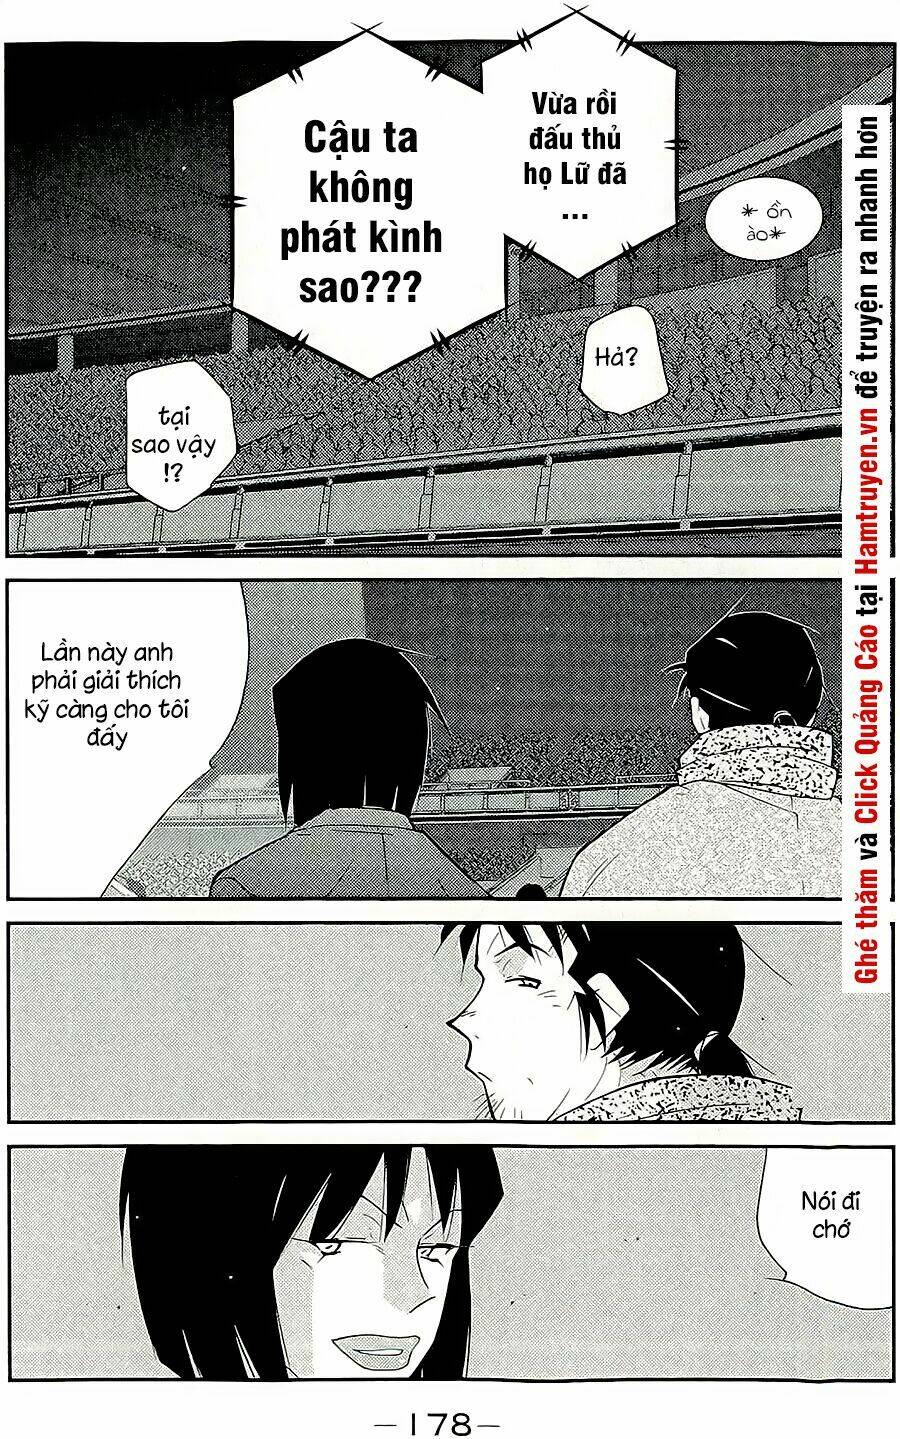 Vừa rồi
đấu thủ
họ Lữ đã
...
Cậu ta
không
phát kình
sao???
* ồn
ào*
Hả?
tại
sao vậy
!?
Lần này anh
phải giải thích
kỹ càng cho tôi
đấy
Nói đi
chớ
Ghé thăm và Click Quảng Cáo tại Hamtruyen.vn để truyện ra nhanh hơn
-178-